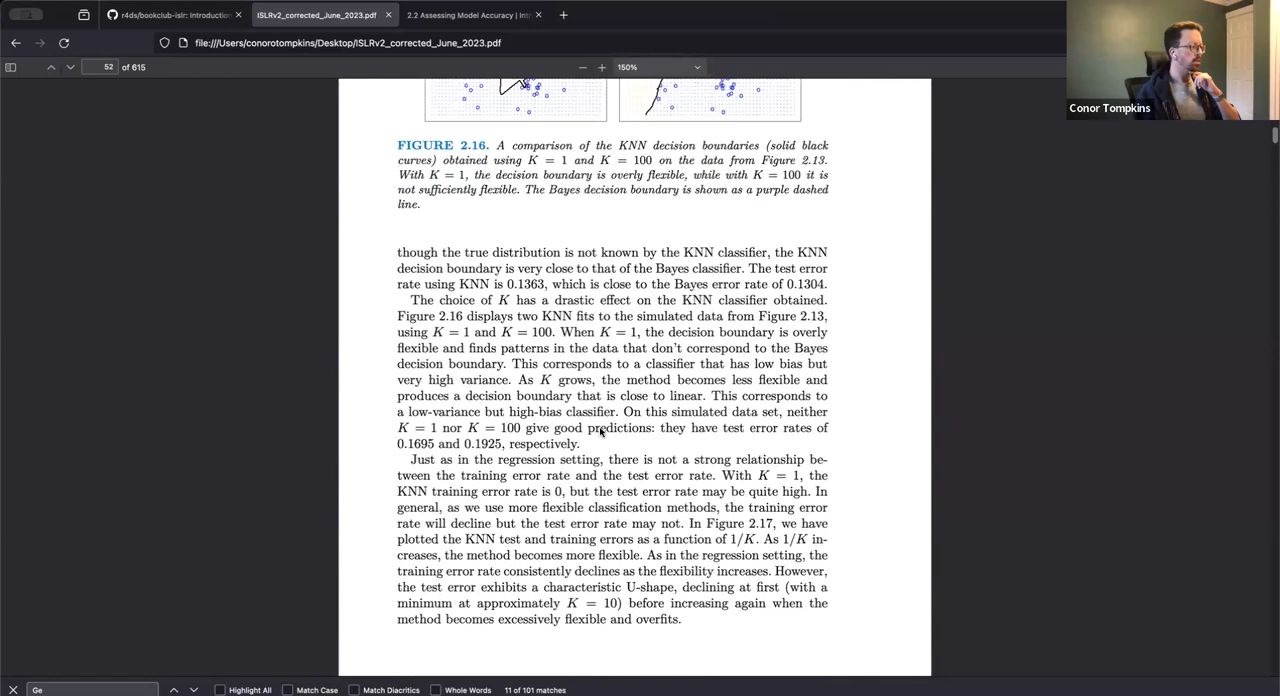 r4ds/bookclub-islr: Introduction
ISLRv2_corrected_June_2023.pdf
2.2 Assessing Model Accuracy | Int
file:///Users/conorotompkins/Desktop/ISLRv2_corrected_June_2023.pdf
52 of 615
150%
Conor Tompkins
FIGURE 2.16. A comparison of the KNN decision boundaries (solid black
curves) obtained using K = 1 and K = 100 on the data from Figure 2.13.
With K = 1, the decision boundary is overly flexible, while with K = 100 it is
not sufficiently flexible. The Bayes decision boundary is shown as a purple dashed
line.
though the true distribution is not known by the KNN classifier, the KNN
decision boundary is very close to that of the Bayes classifier. The test error
rate using KNN is 0.1363, which is close to the Bayes error rate of 0.1304.
The choice of K has a drastic effect on the KNN classifier obtained.
Figure 2.16 displays two KNN fits to the simulated data from Figure 2.13,
using K = 1 and K = 100. When K = 1, the decision boundary is overly
flexible and finds patterns in the data that don't correspond to the Bayes
decision boundary. This corresponds to a classifier that has low bias but
very high variance. As K grows, the method becomes less flexible and
produces a decision boundary that is close to linear. This corresponds to
a low-variance but high-bias classifier. On this simulated data set, neither
K = 1 nor K = 100 give good predictions: they have test error rates of
0.1695 and 0.1925, respectively.
Just as in the regression setting, there is not a strong relationship be-
tween the training error rate and the test error rate. With K = 1, the
KNN training error rate is 0, but the test error rate may be quite high. In
general, as we use more flexible classification methods, the training error
rate will decline but the test error rate may not. In Figure 2.17, we have
plotted the KNN test and training errors as a function of 1/K. As 1/K in-
creases, the method becomes more flexible. As in the regression setting, the
training error rate consistently declines as the flexibility increases. However,
the test error exhibits a characteristic U-shape, declining at first (with a
minimum at approximately K = 10) before increasing again when the
method becomes excessively flexible and overfits.
Ge
Highlight All
Match Case
Match Diacritics
Whole Words
11 of 101 matches